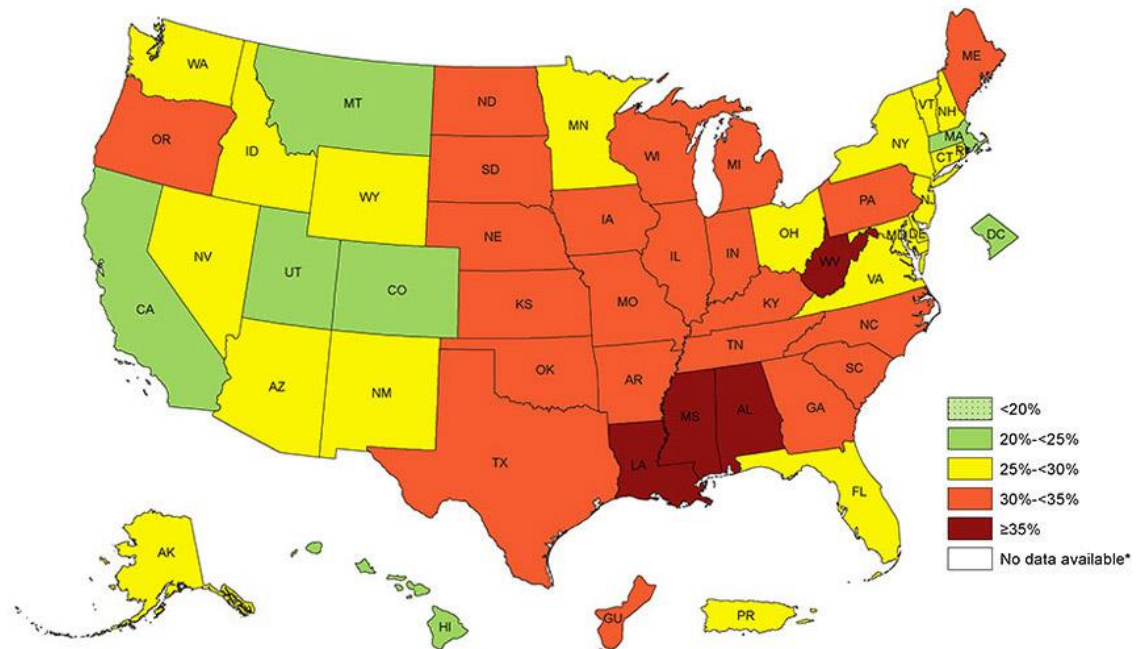 WA
MT
ND
MN
ME
VT
NH
OR
ID
SD
WI
MI
NY
MA
CT
R
WY
IA
PA
NJ
NE
OH
MD
DE
DC
NV
UT
CO
IL
IN
WV
VA
CA
KS
MO
KY
NC
TN
AZ
NM
OK
AR
SC
MS
AL
GA
TX
LA
FL
AK
HI
GU
PR
<20%
20%-<25%
25%-<30%
30%-<35%
≥35%
No data available*